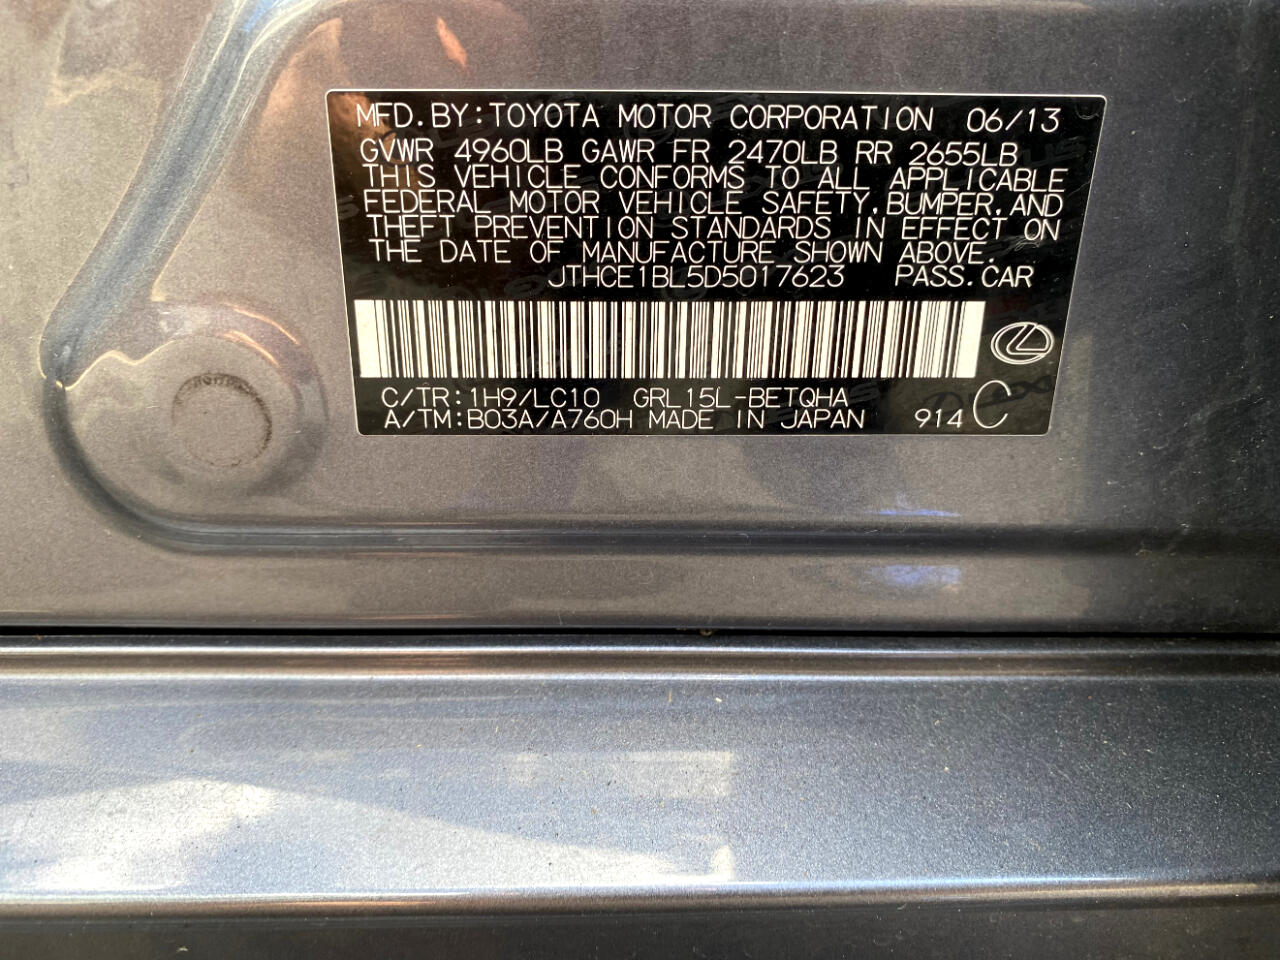 MFD. BY: TOYOTA MOTOR CORPORATION 06/13
GVWR 4960LB GAWR FR 2470LB RR 2655LB
THIS VEHICLE CONFORMS TO ALL APPLICABLE
FEDERAL MOTOR VEHICLE SAFETY, BUMPER, AND
THEFT PREVENTION STANDARDS IN EFFECT ON
THE DATE OF MANUFACTURE SHOWN ABOVE.
JTHCE1BL5D5017623 PASS. CAR
C/TR: 1H9/LC10 GRL15L-BETQHA
A/TM: B03A/A760H MADE IN JAPAN 914 C